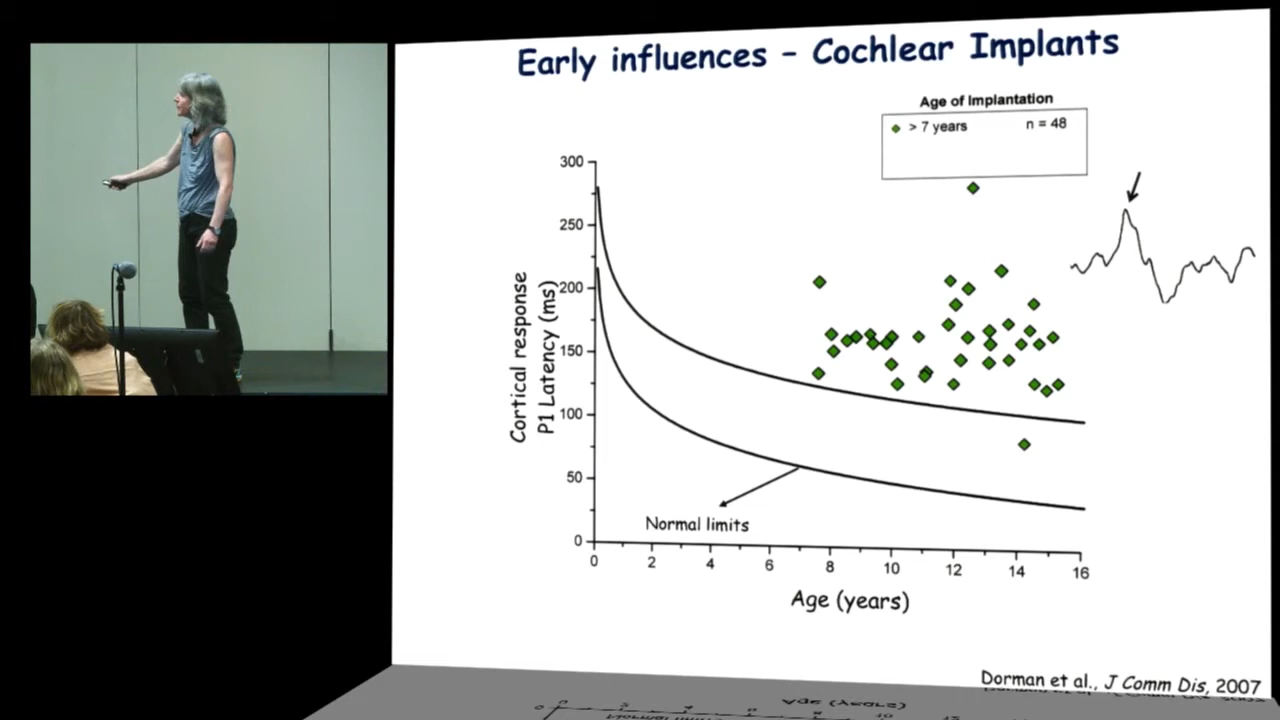 Early influences – Cochlear Implants
Age of Implantation
> 7 years n = 48
300
250
200
150
100
50
0
Cortical response
P1 Latency (ms)
Normal limits
0 2 4 6 8 10 12 14 16
Age (years)
Dorman et al., J Comm Dis, 2007